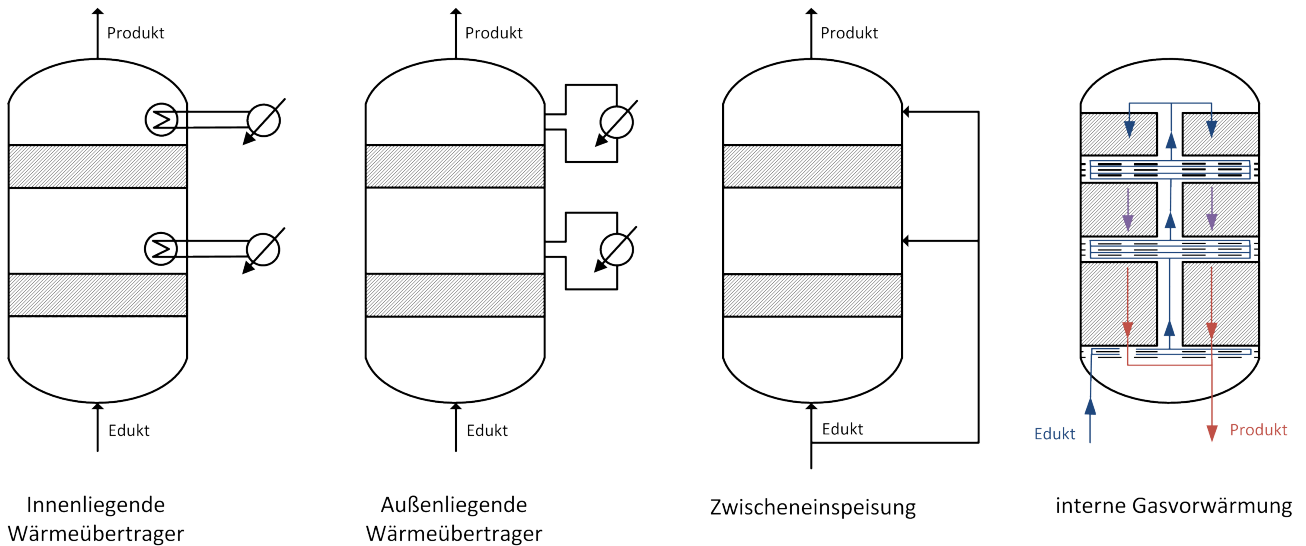 Produkt
Edukt
Innenliegende
Wärmeübertrager
Produkt
Edukt
Außenliegende
Wärmeübertrager
Produkt
Edukt
Zwischeneinspeisung
Edukt
Produkt
interne Gasvorwärmung